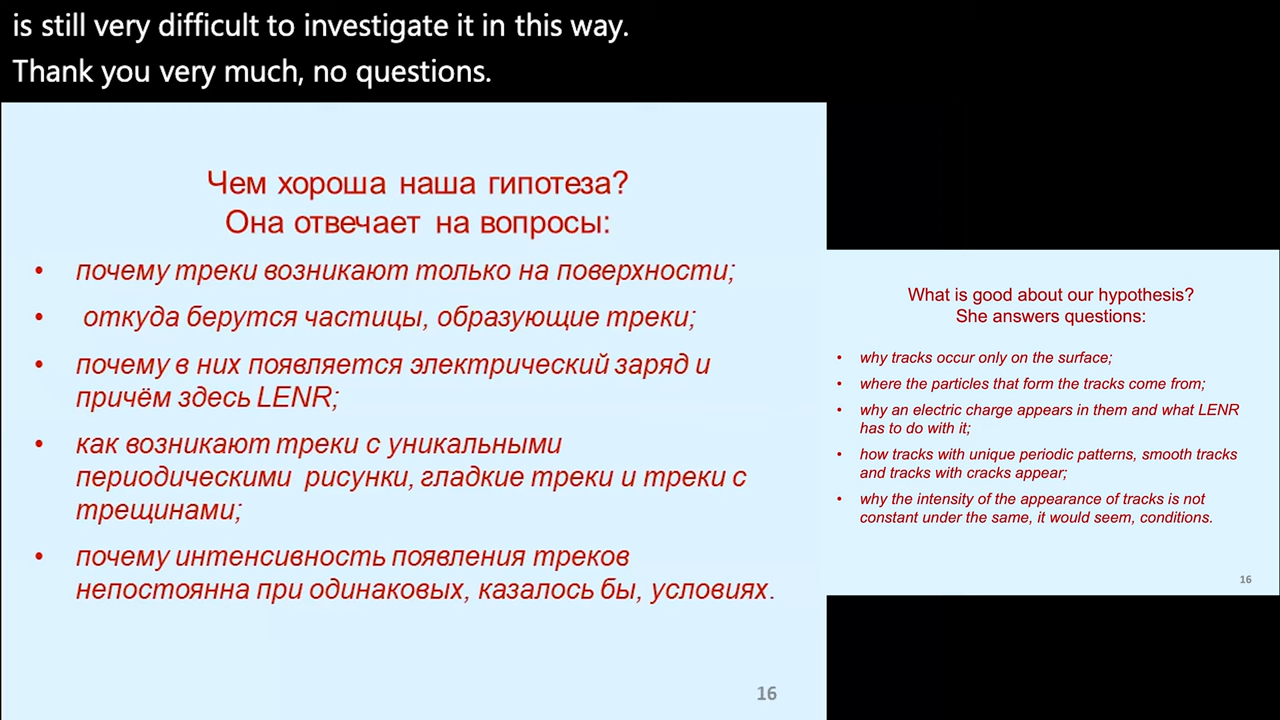 is still very difficult to investigate it in this way.
Thank you very much, no questions.
Чем хороша наша гипотеза?
Она отвечает на вопросы:
• почему треки возникают только на поверхности;
• откуда берутся частицы, образующие треки;
• почему в них появляется электрический заряд и
причём здесь LENR;
• как возникают треки с уникальными
периодическими рисунки, гладкие треки и треки с
трещинами;
• почему интенсивность появления треков
непостоянна при одинаковых, казалось бы, условиях.
16
What is good about our hypothesis?
She answers questions:
• why tracks occur only on the surface;
• where the particles that form the tracks come from;
• why an electric charge appears in them and what LENR
has to do with it;
• how tracks with unique periodic patterns, smooth tracks
and tracks with cracks appear;
• why the intensity of the appearance of tracks is not
constant under the same, it would seem, conditions.
16